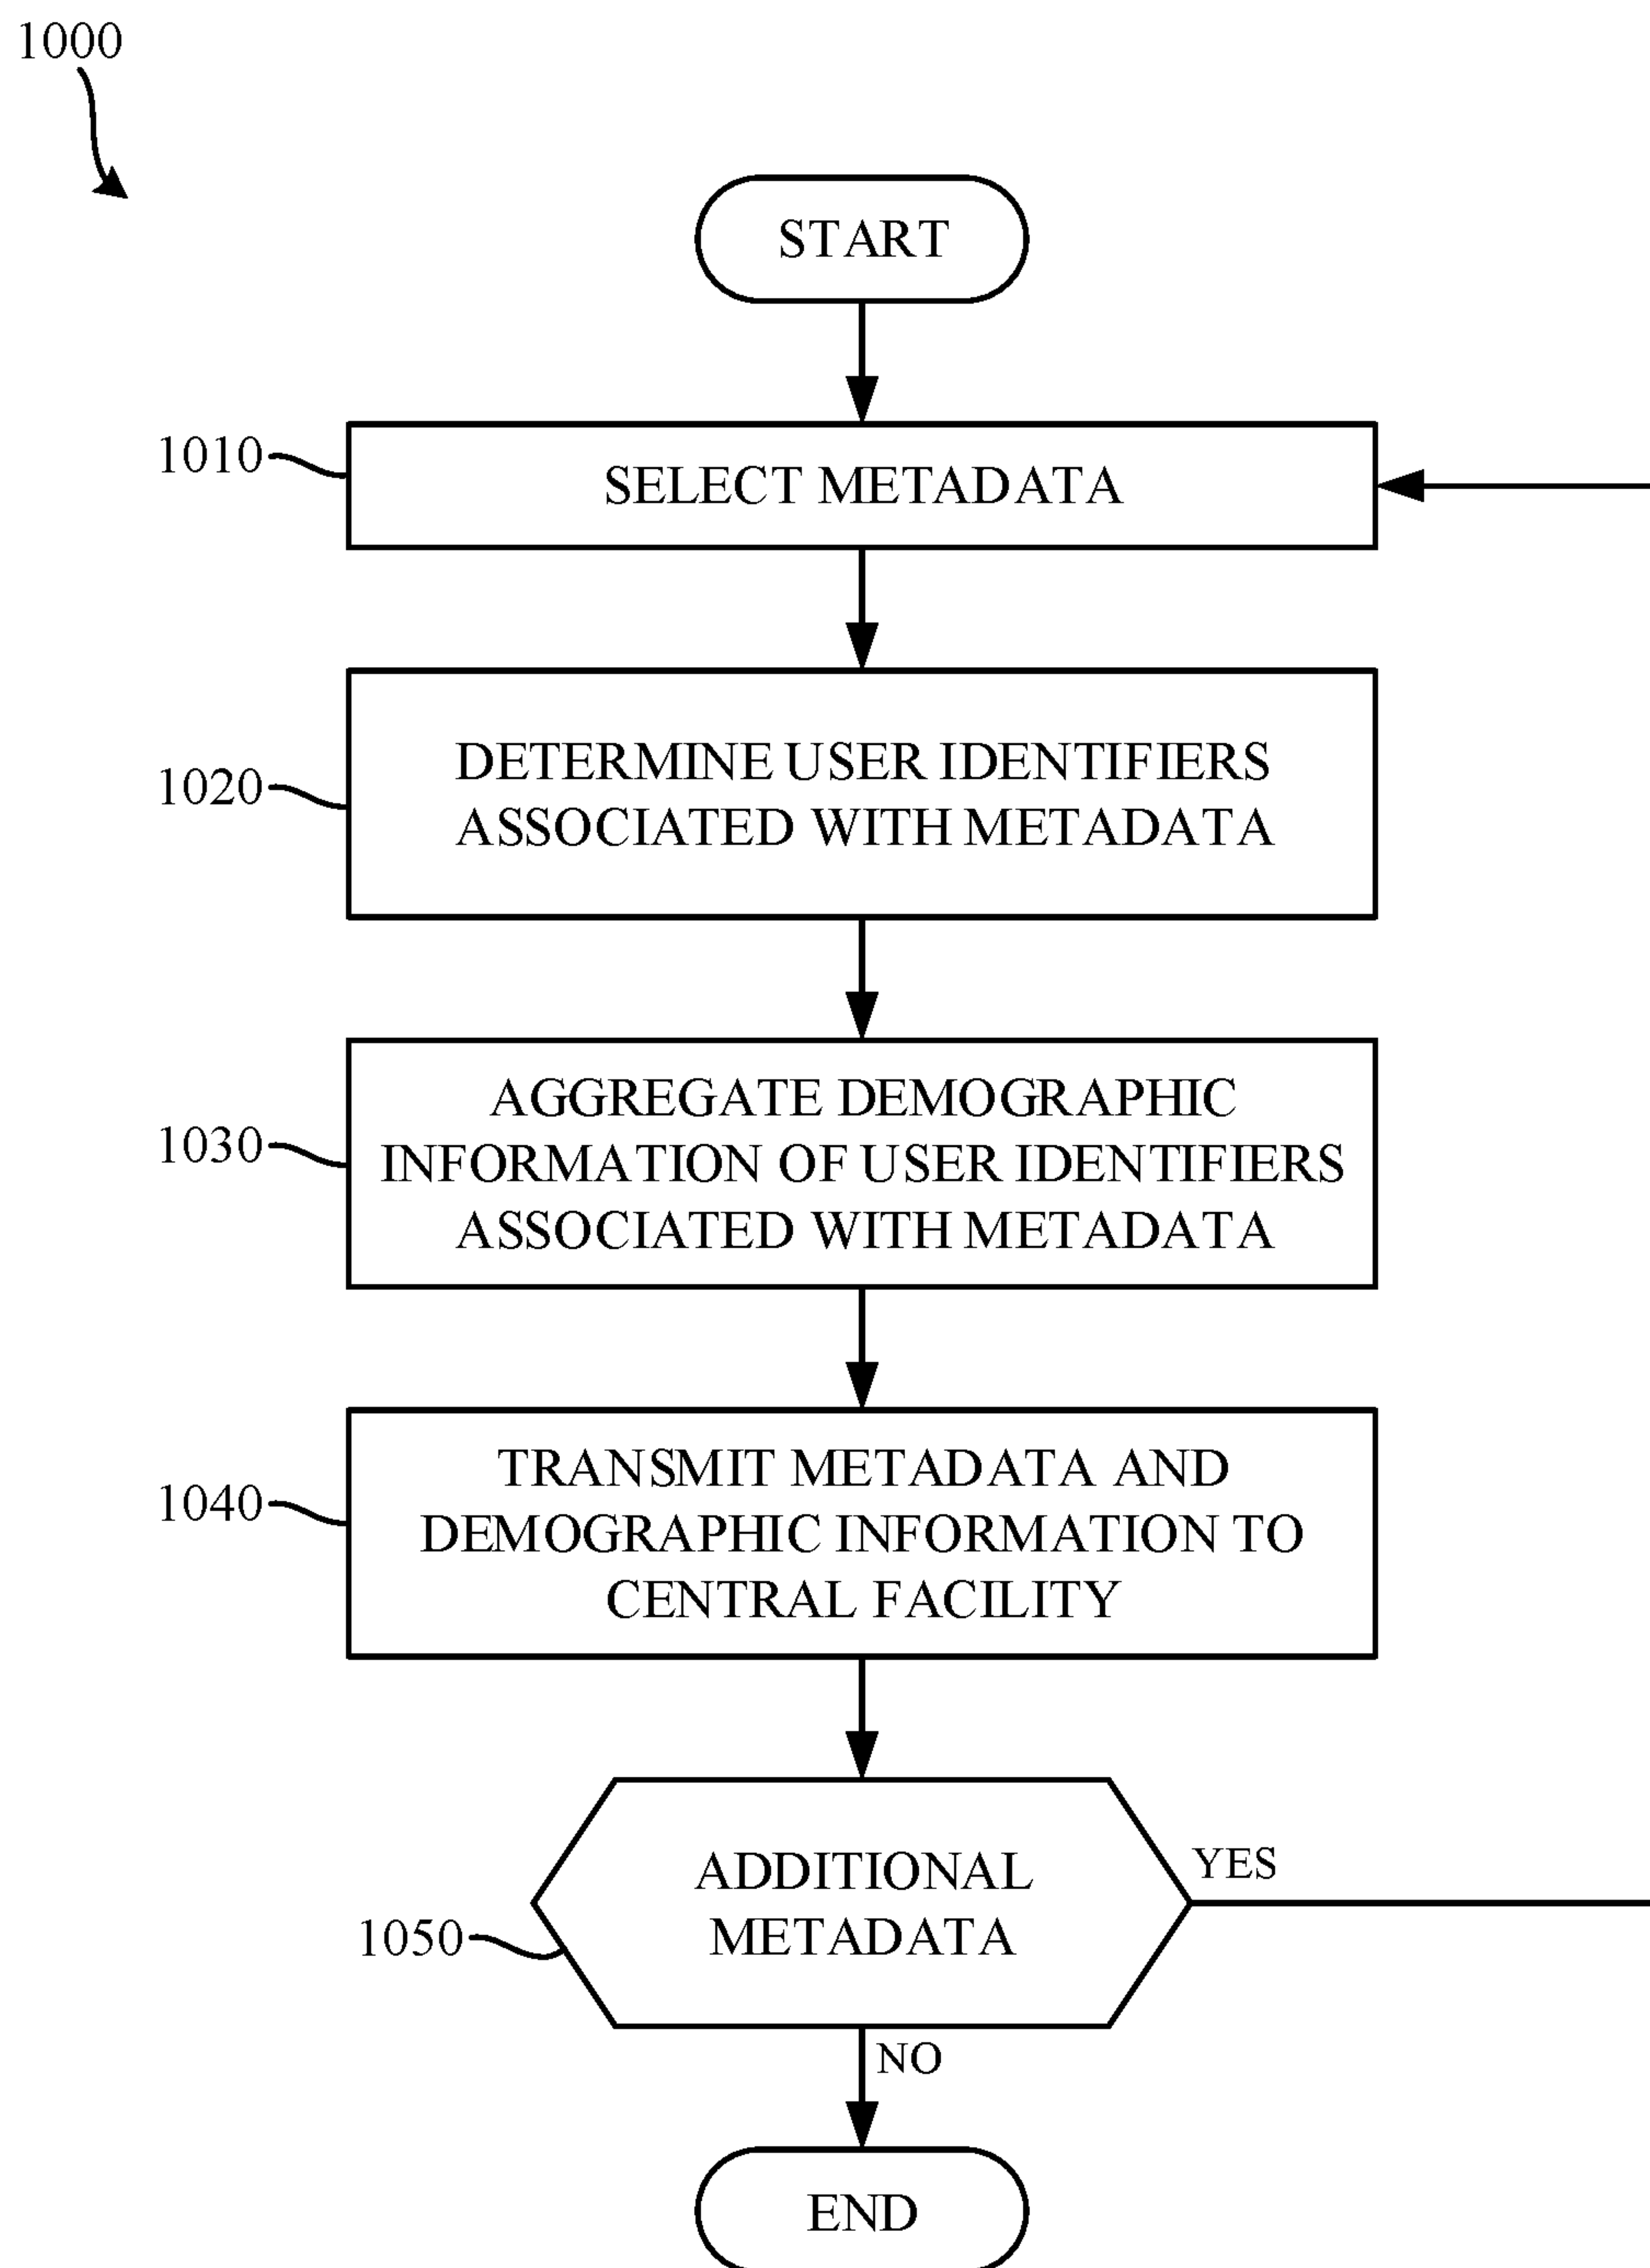 1000
START
1010
SELECT METADATA
1020
DETERMINE USER IDENTIFIERS
ASSOCIATED WITH METADATA
1030
AGGREGATE DEMOGRAPHIC
INFORMATION OF USER IDENTIFIERS
ASSOCIATED WITH METADATA
1040
TRANSMIT METADATA AND
DEMOGRAPHIC INFORMATION TO
CENTRAL FACILITY
1050
ADDITIONAL
METADATA
YES
NO
END